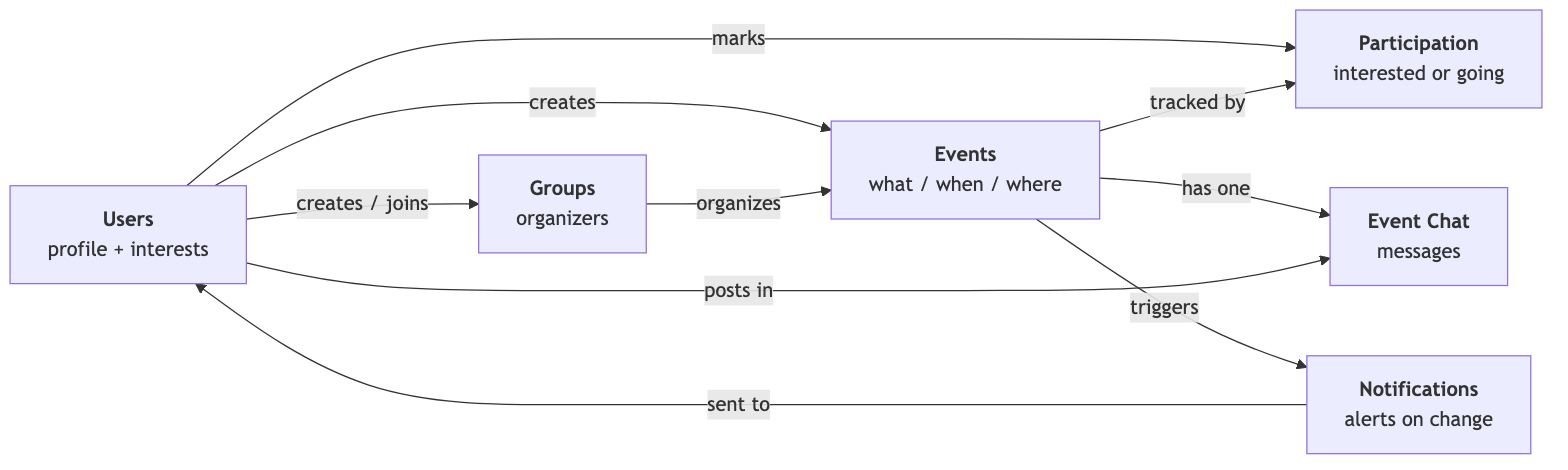 marks
Participation
interested or going
creates
tracked by
Events
what / when / where
Groups
organizers
creates / joins
organizes
has one
Users
profile + interests
Event Chat
messages
posts in
triggers
sent to
Notifications
alerts on change